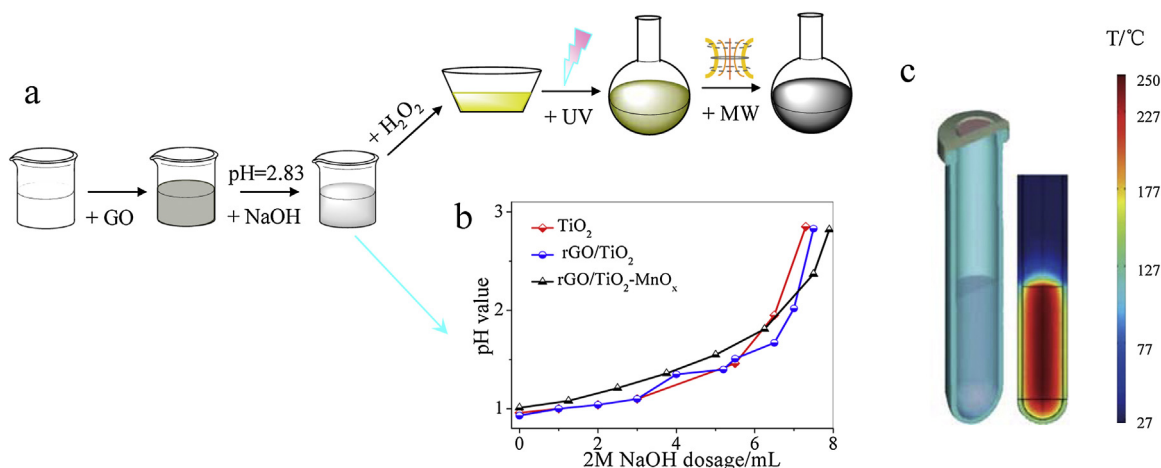 a
+ GO
pH=2.83
+ NaOH
+ H₂O₂
+ UV
+ MW
b
pH value
3
2
1
TiO₂
rGO/TiO₂
rGO/TiO₂-MnOₓ
0 2 4 6 8
2M NaOH dosage/mL
c
T/℃
250
227
177
127
77
27